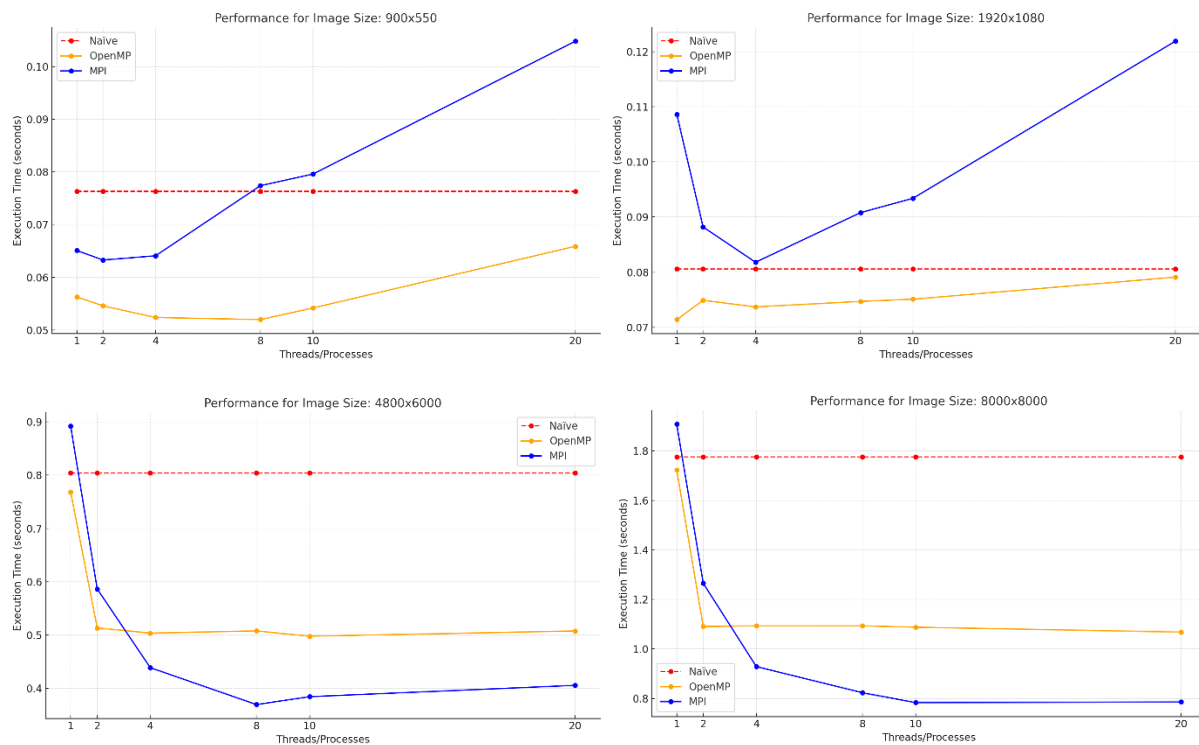 Performance for Image Size: 900x550
Execution Time (seconds)
0.10
0.09
0.08
0.07
0.06
0.05
Naïve
OpenMP
MPI
1 2 4 8 10 20
Threads/Processes
Performance for Image Size: 1920x1080
Execution Time (seconds)
0.12
0.11
0.10
0.09
0.08
0.07
Naïve
OpenMP
MPI
1 2 4 8 10 20
Threads/Processes
Performance for Image Size: 4800x6000
Execution Time (seconds)
0.9
0.8
0.7
0.6
0.5
0.4
Naïve
OpenMP
MPI
1 2 4 8 10 20
Threads/Processes
Performance for Image Size: 8000x8000
Execution Time (seconds)
1.8
1.6
1.4
1.2
1.0
0.8
Naïve
OpenMP
MPI
1 2 4 8 10 20
Threads/Processes